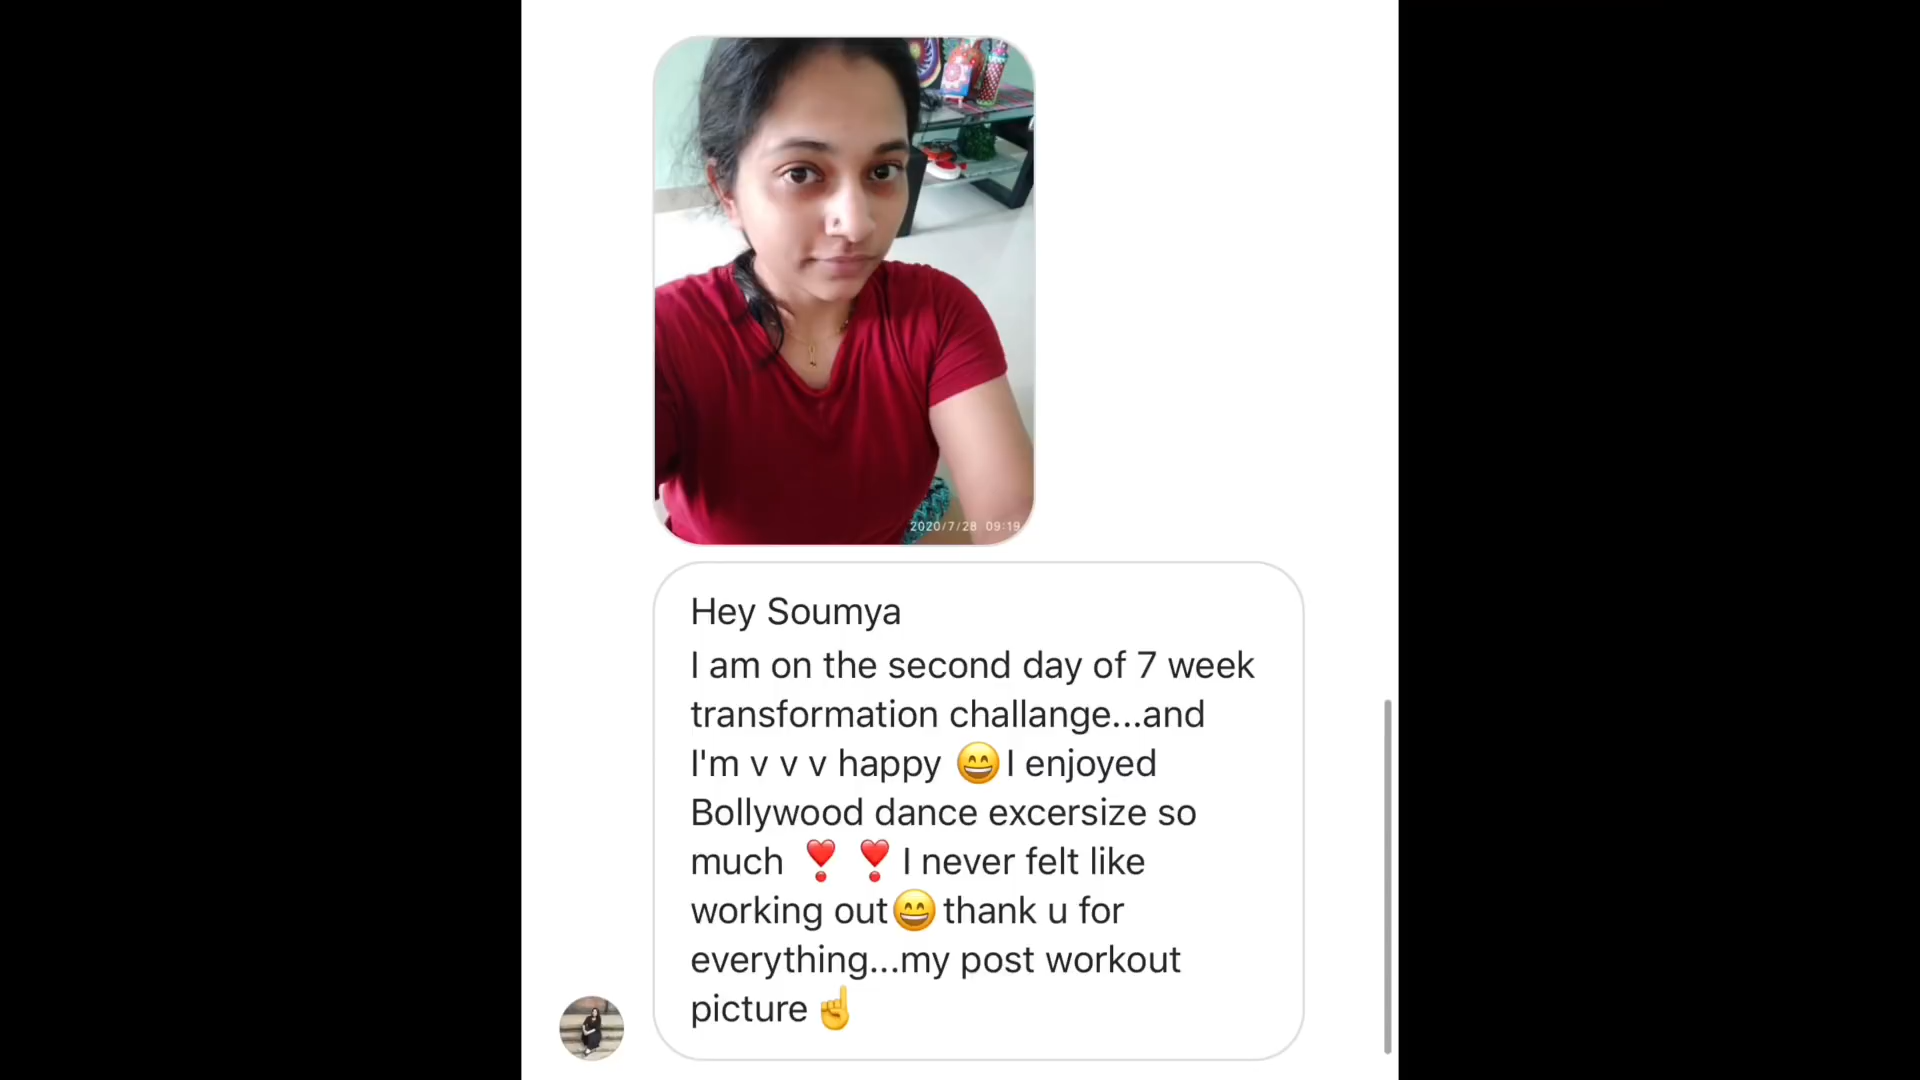 2020/7/28 09:19
Hey Soumya
I am on the second day of 7 week
transformation challange...and
I'm v v v happy 😄I enjoyed
Bollywood dance excersize so
much ❣️ ❣️I never felt like
working out😄thank u for
everything...my post workout
picture☝️